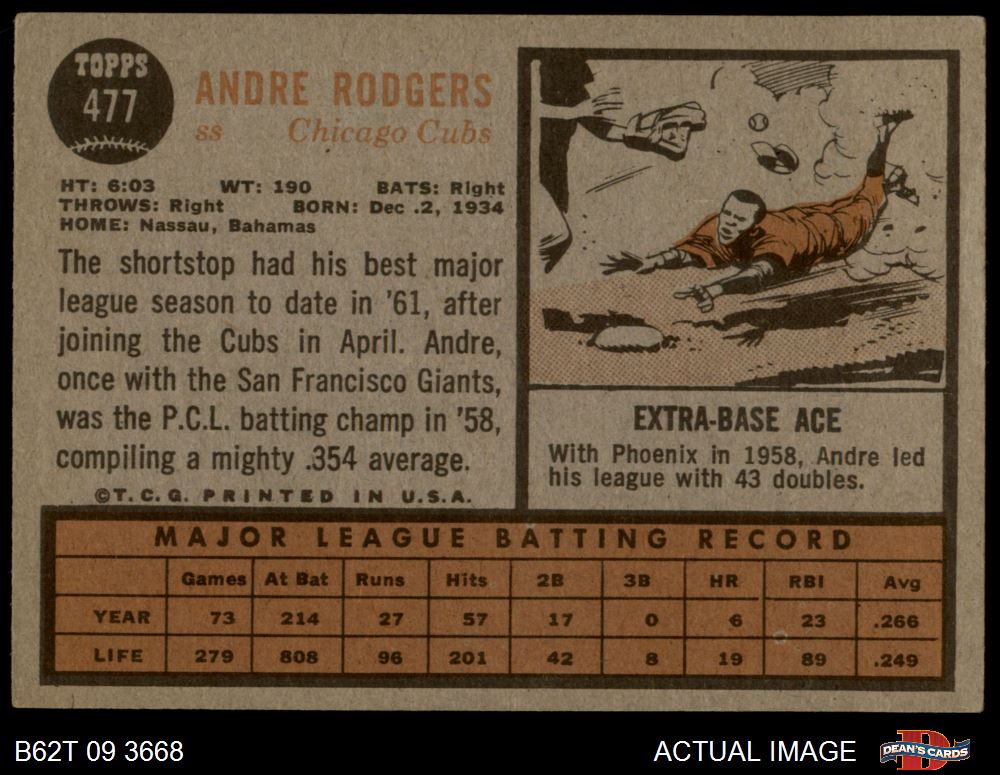 TOPPS
477
ANDRE RODGERS
ss Chicago Cubs
HT: 6:03 WT: 190 BATS: Right
THROWS: Right BORN: Dec .2, 1934
HOME: Nassau, Bahamas
The shortstop had his best major
league season to date in '61, after
joining the Cubs in April. Andre,
once with the San Francisco Giants,
was the P.C.L. batting champ in '58,
compiling a mighty .354 average.
©T. C. G. PRINTED IN U.S.A.
EXTRA-BASE ACE
With Phoenix in 1958, Andre led
his league with 43 doubles.
MAJOR LEAGUE BATTING RECORD
Games At Bat Runs Hits 2B 3B HR RBI Avg
YEAR 73 214 27 57 17 0 6 23 .266
LIFE 279 808 96 201 42 8 19 89 .249
B62T 09 3668 ACTUAL IMAGE DEAN'S CARDS